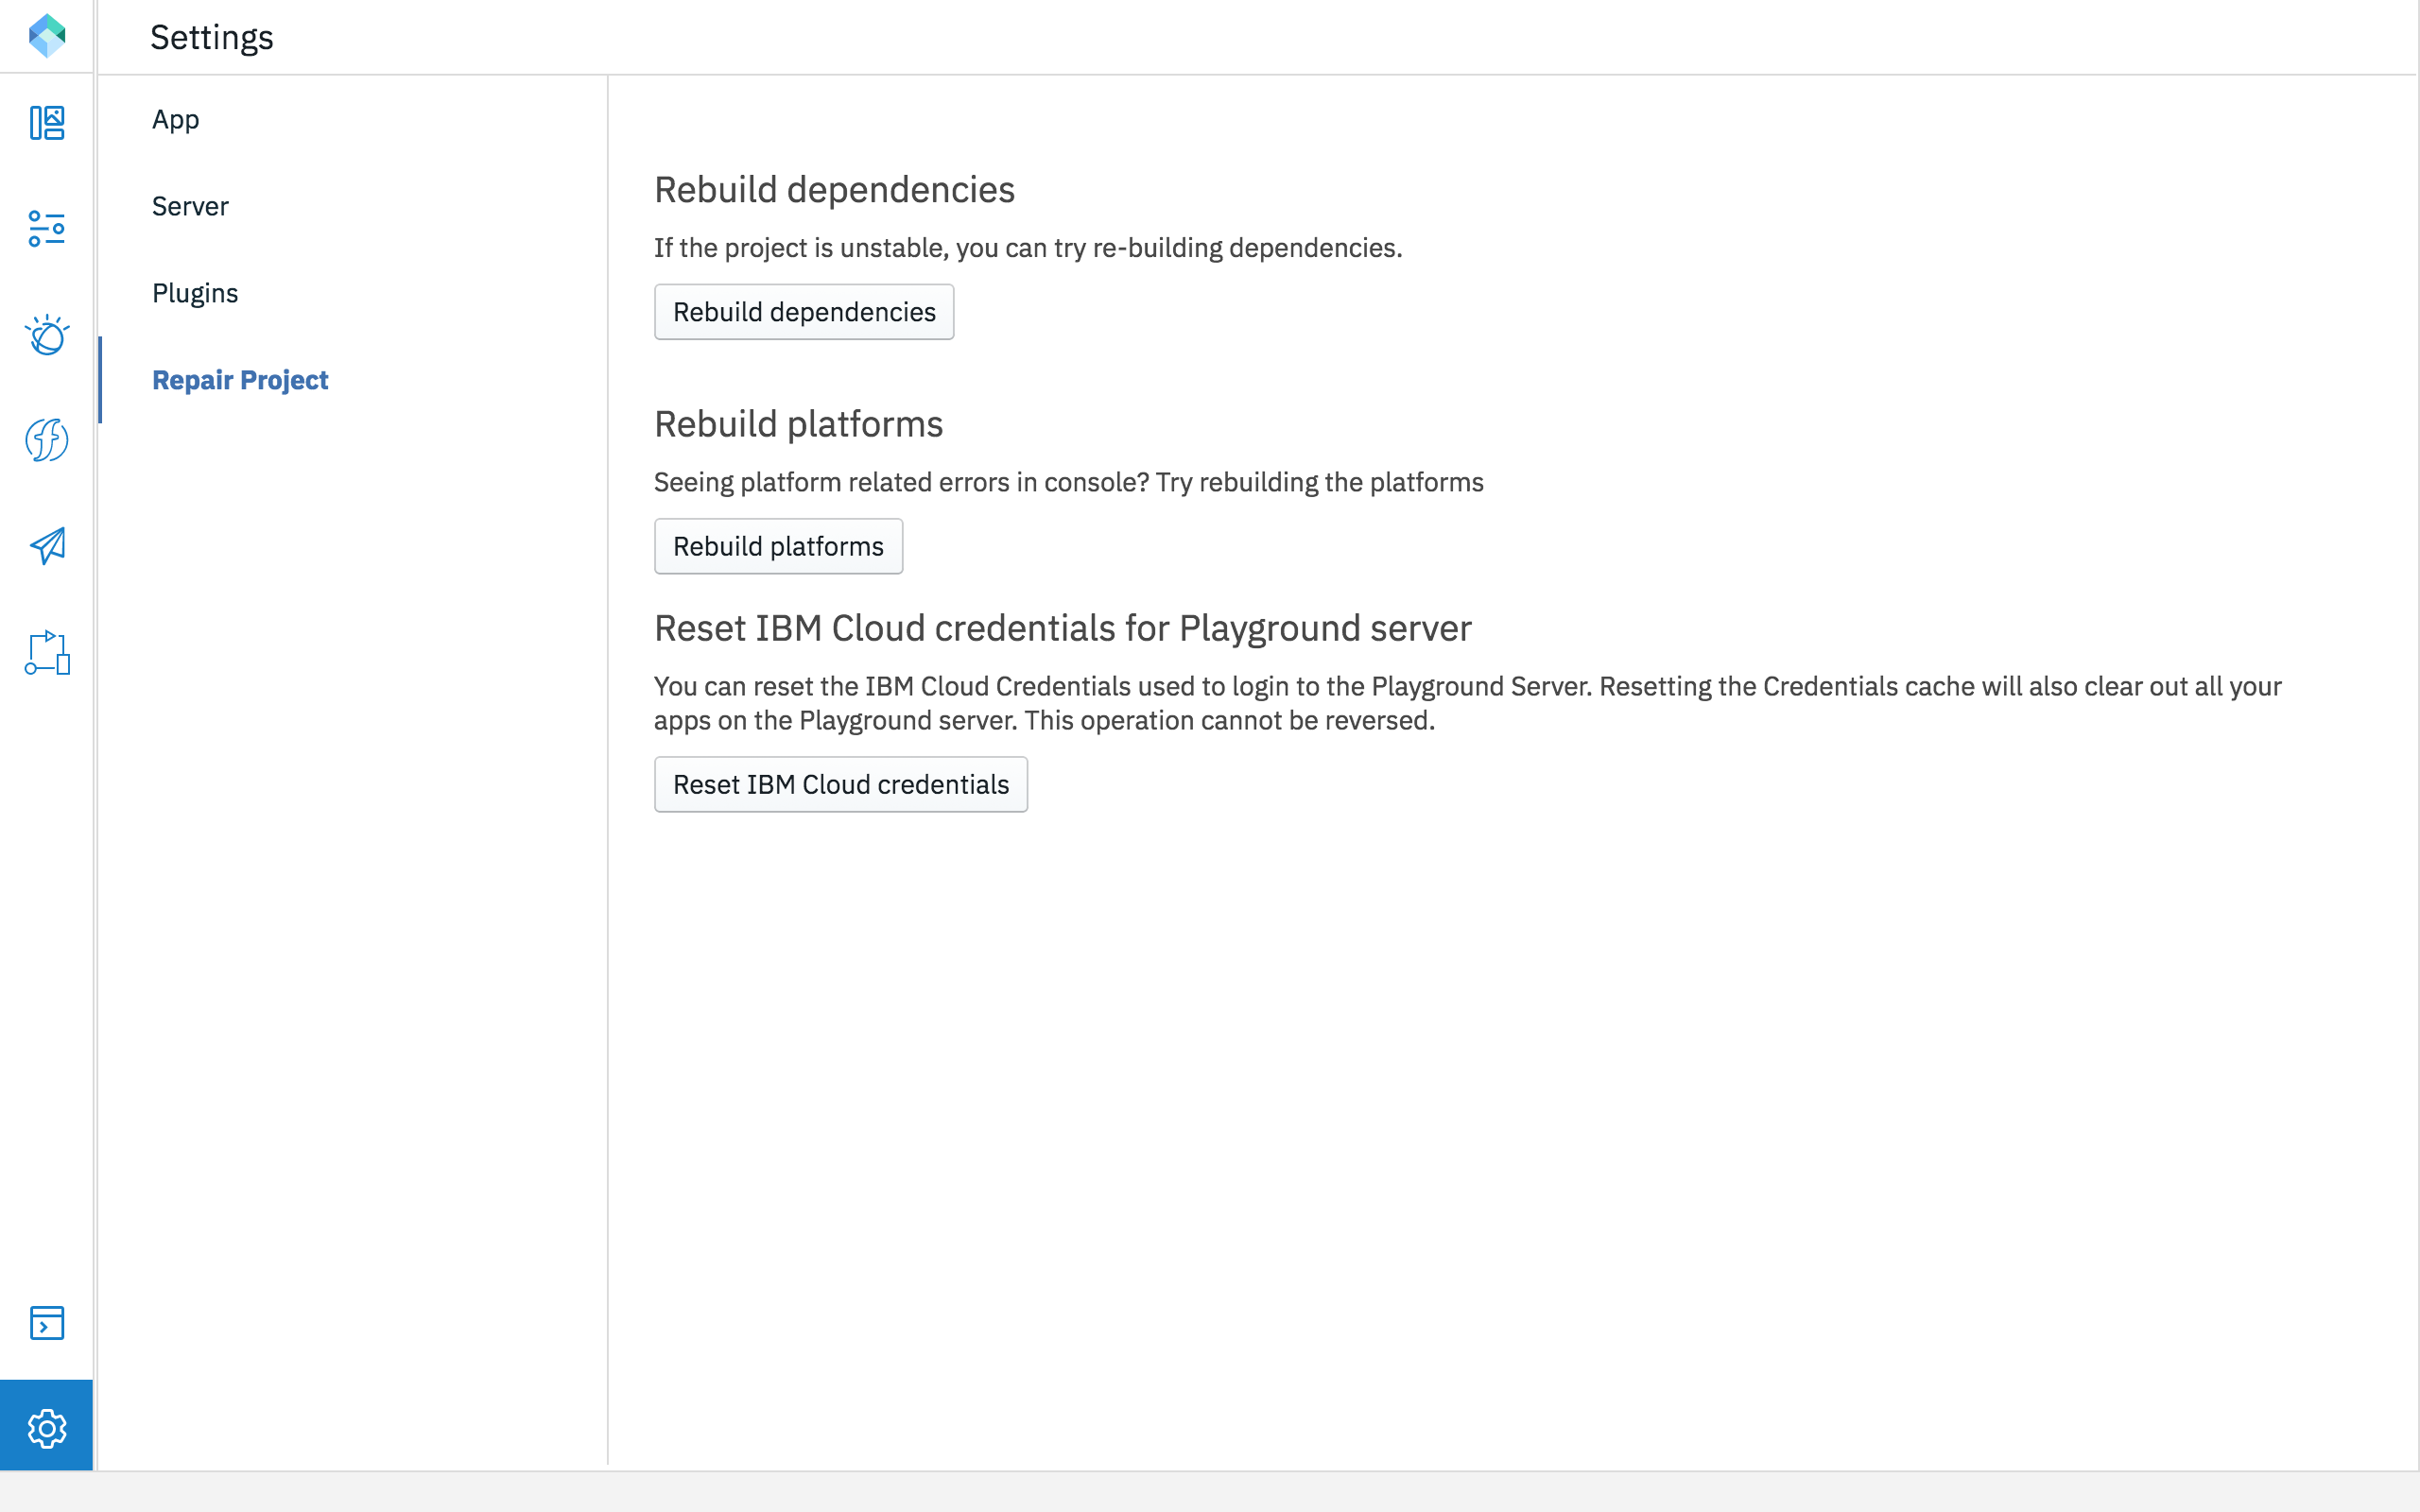 Settings
App
Server
Plugins
Repair Project
Rebuild dependencies
If the project is unstable, you can try re-building dependencies.
Rebuild dependencies
Rebuild platforms
Seeing platform related errors in console? Try rebuilding the platforms
Rebuild platforms
Reset IBM Cloud credentials for Playground server
You can reset the IBM Cloud Credentials used to login to the Playground Server. Resetting the Credentials cache will also clear out all your
apps on the Playground server. This operation cannot be reversed.
Reset IBM Cloud credentials